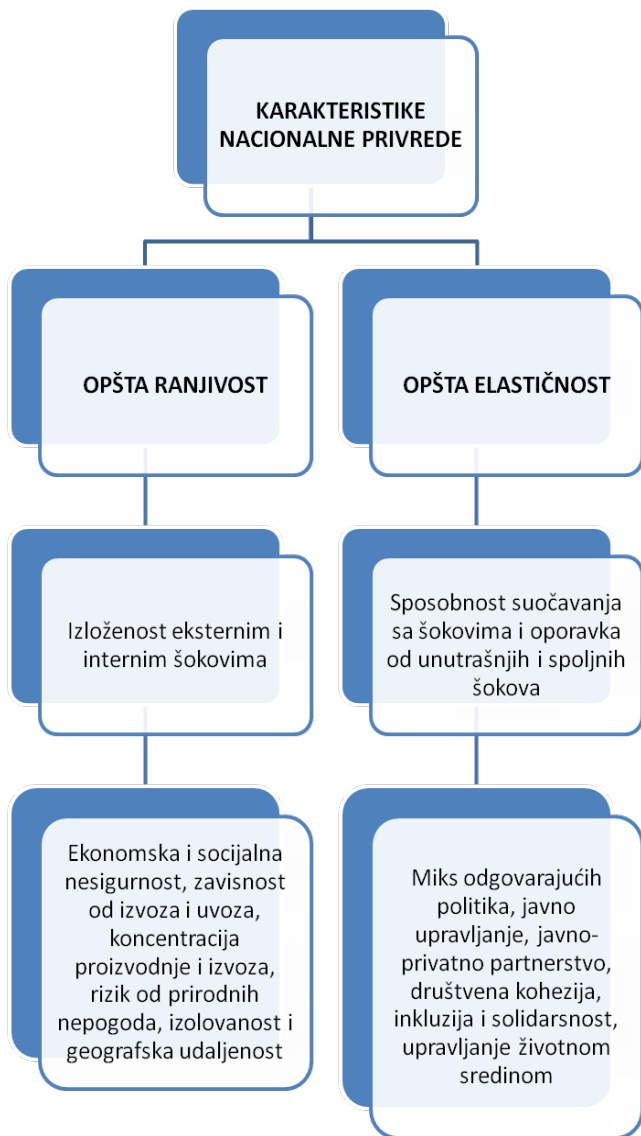 KARAKTERISTIKE
NACIONALNE PRIVREDE
OPŠTA RANJIVOST
OPŠTA ELASTIČNOST
Izloženost eksternim i
internim šokovima
Sposobnost suočavanja
sa šokovima i oporavka
od unutrašnjih i spoljnih
šokova
Ekonomska i socijalna
nesigurnost, zavisnost
od izvoza i uvoza,
koncentracija
proizvodnje i izvoza,
rizik od prirodnih
nepogoda, izolovanost i
geografska udaljenost
Miks odgovarajućih
politika, javno
upravljanje, javno-
privatno partnerstvo,
društvena kohezija,
inkluzija i solidarsnost,
upravljanje životnom
sredinom